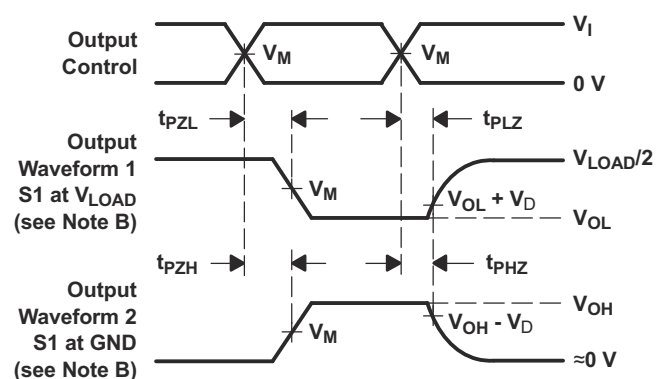 Output
Control
V_M
V_M
V_I
0 V
t_PZL
t_PLZ
Output
Waveform 1
S1 at V_LOAD
(see Note B)
V_M
V_LOAD/2
V_OL + V_D
V_OL
t_PZH
t_PHZ
Output
Waveform 2
S1 at GND
(see Note B)
V_M
V_OH
V_OH - V_D
≈0 V